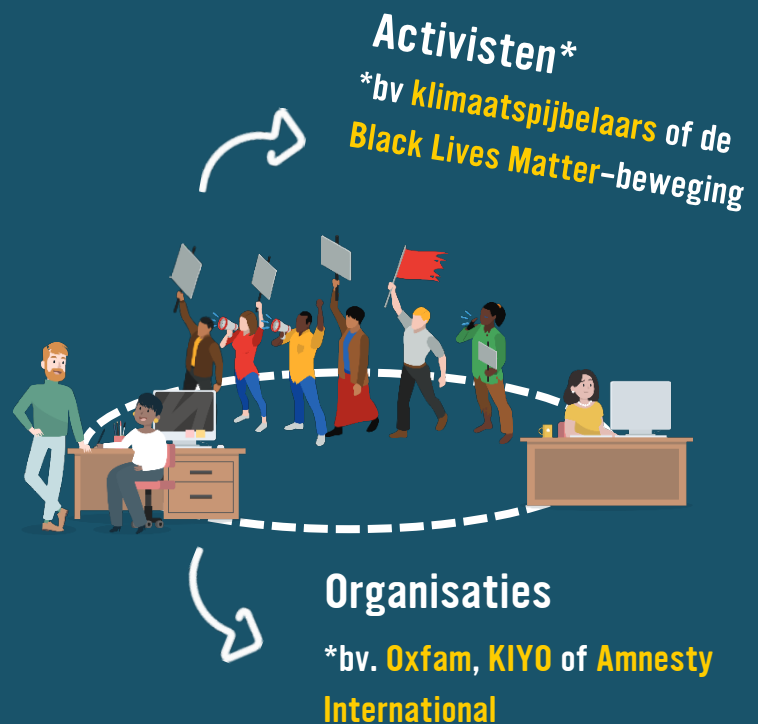 Activisten*
*bv klimaatspijbelaars of de
Black Lives Matter-beweging
Organisaties
*bv. Oxfam, KIYO of Amnesty
International